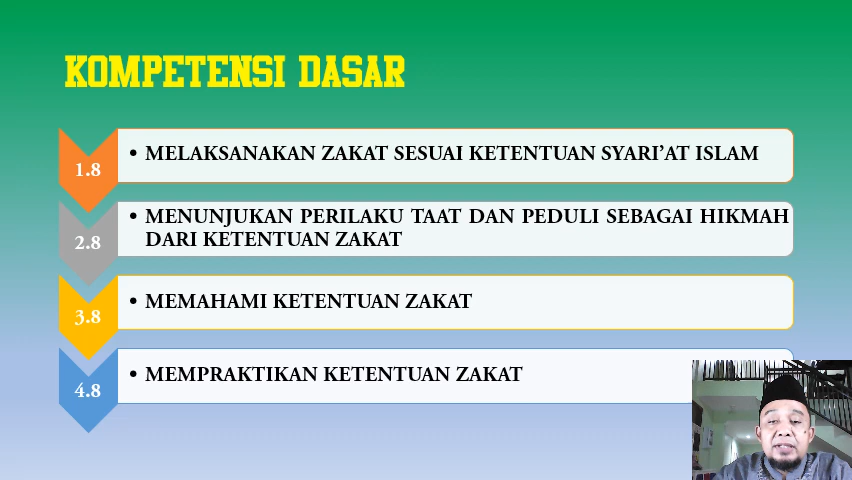 KOMPETENSI DASAR
1.8
• MELAKSANAKAN ZAKAT SESUAI KETENTUAN SYARI'AT ISLAM
2.8
• MENUNJUKAN PERILAKU TAAT DAN PEDULI SEBAGAI HIKMAH
DARI KETENTUAN ZAKAT
3.8
• MEMAHAMI KETENTUAN ZAKAT
4.8
• MEMPRAKTIKAN KETENTUAN ZAKAT